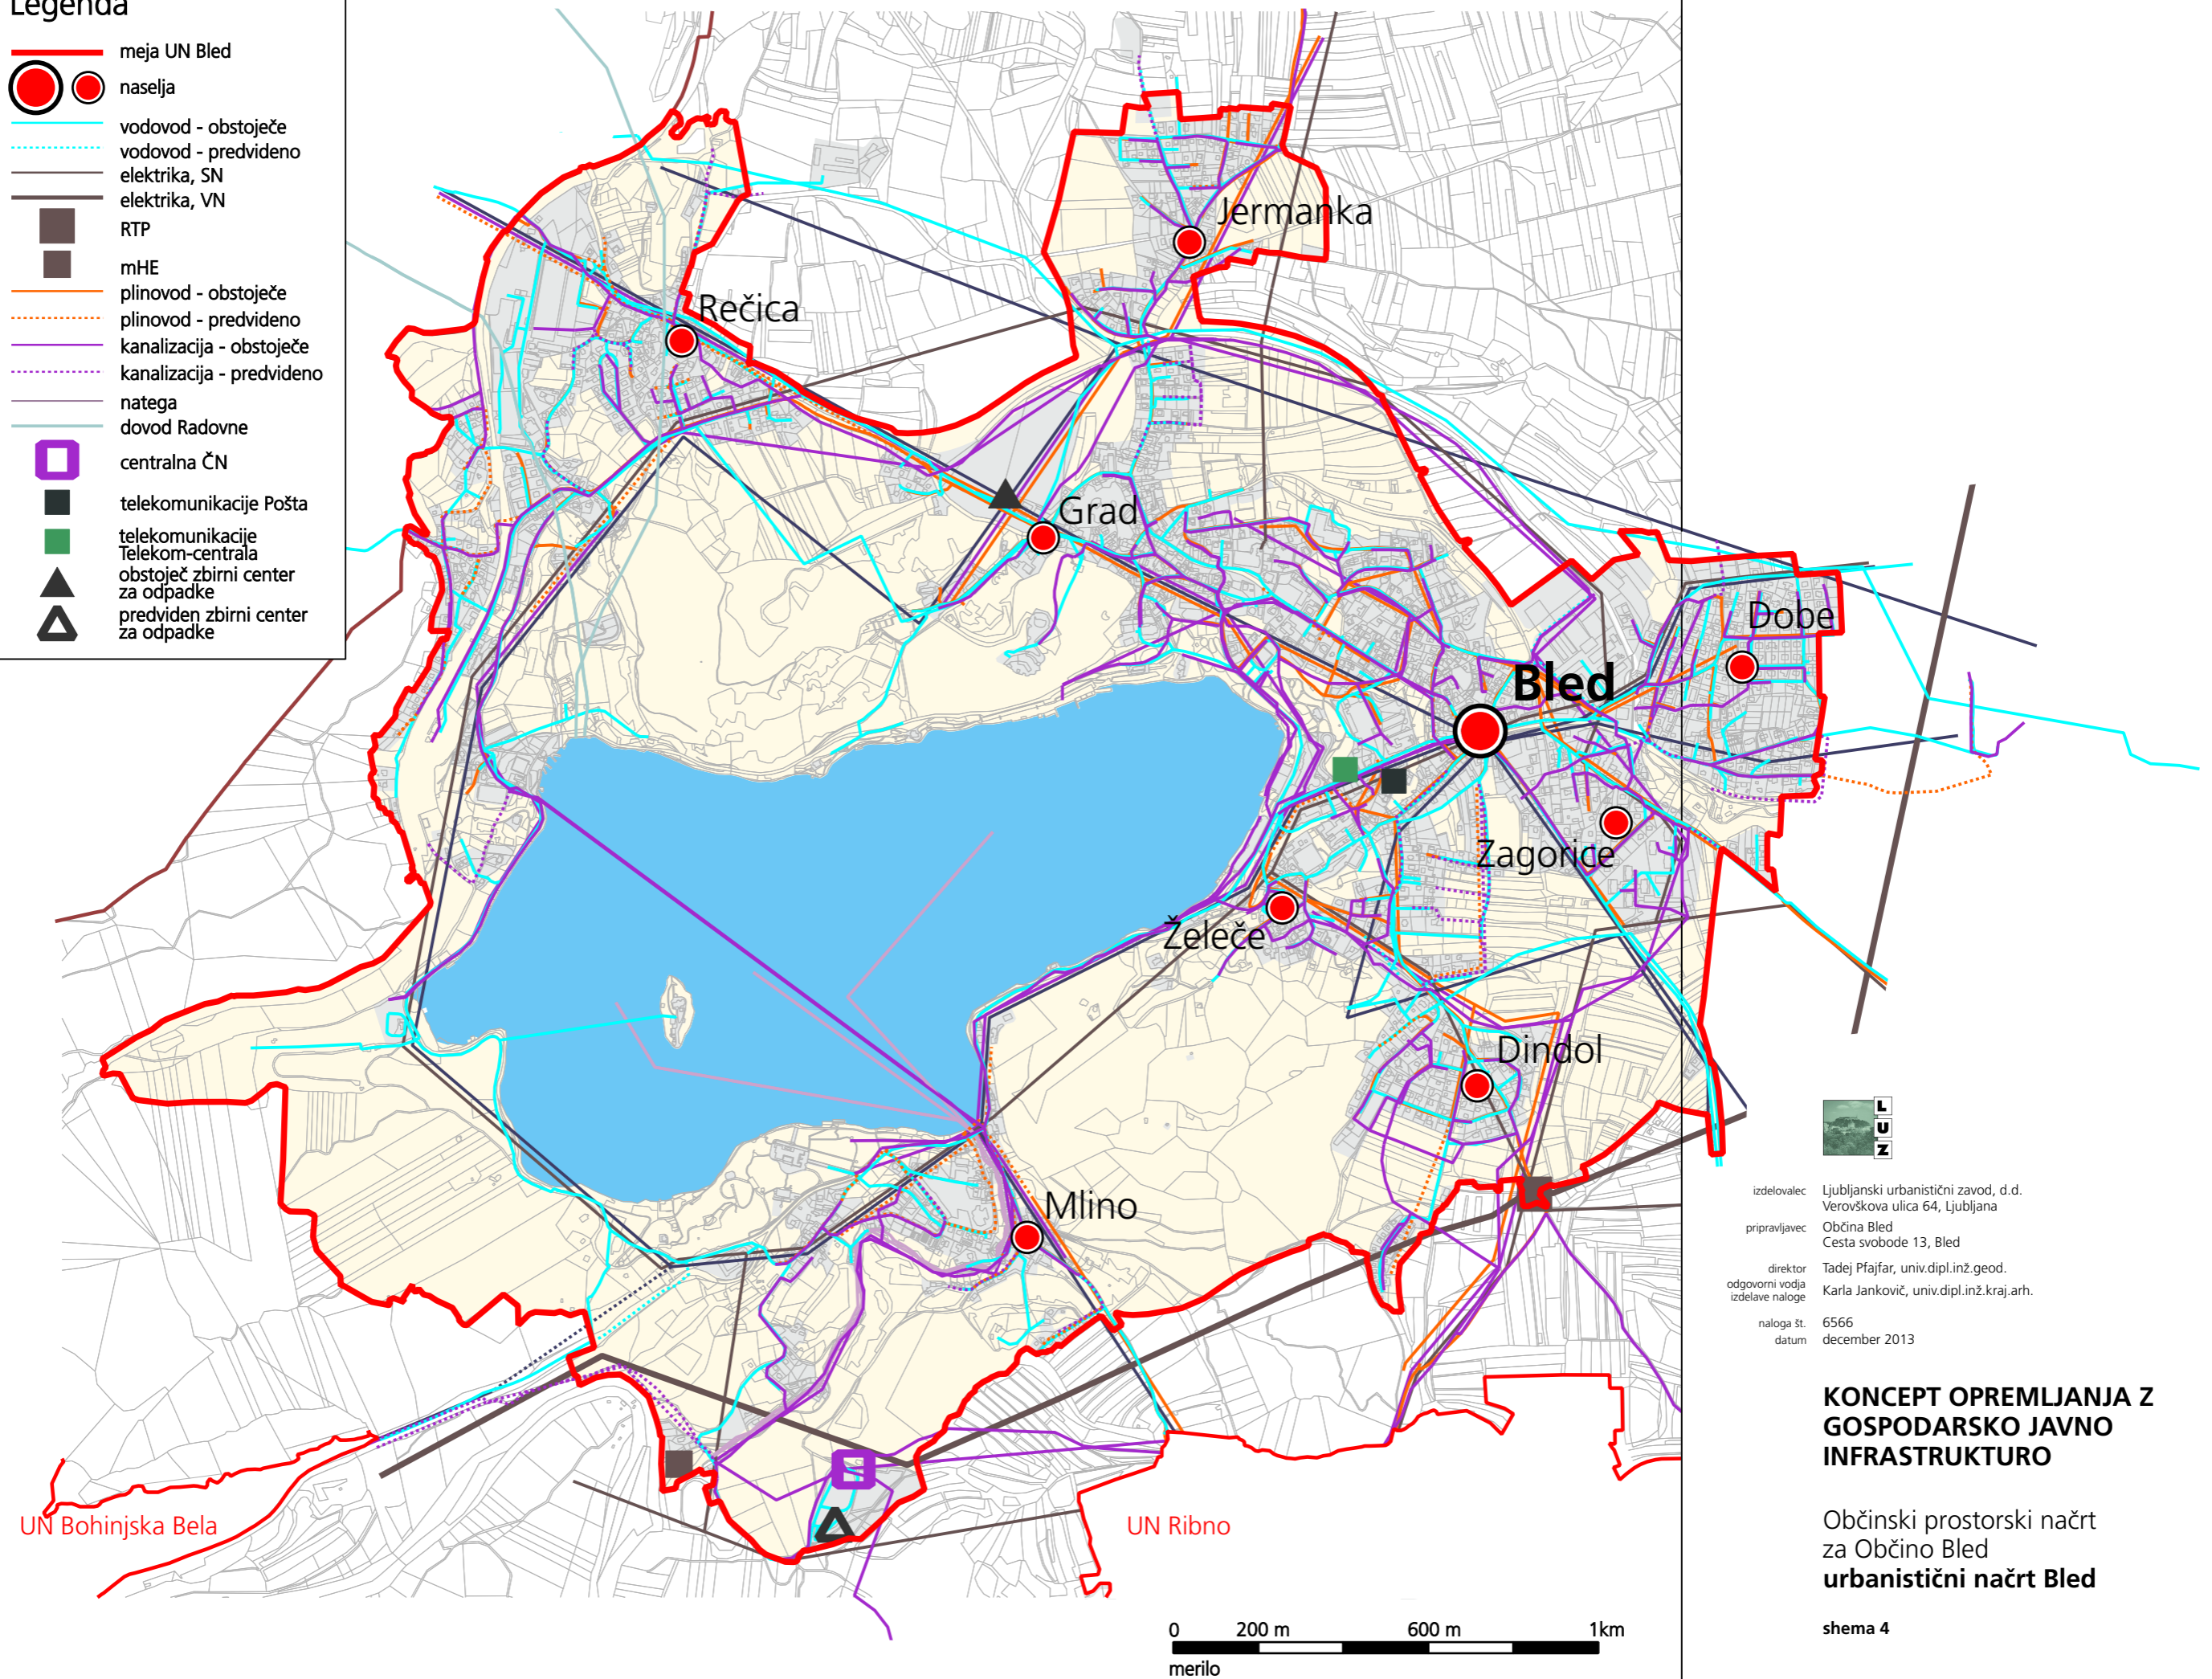 Legenda
meja UN Bled
naselja
vodovod - obstoječe
vodovod - predvideno
elektrika, SN
elektrika, VN
RTP
mHE
plinovod - obstoječe
plinovod - predvideno
kanalizacija - obstoječe
kanalizacija - predvideno
natega
dovod Radovne
centralna ČN
telekomunikacije Pošta
telekomunikacije
Telekom-centrala
obstoječ zbirni center
za odpadke
predviden zbirni center
za odpadke
Jermanka
Rečica
Grad
Dobe
Bled
Zagorice
Želeče
Dindol
Mlino
UN Bohinjska Bela
UN Ribno
0 200 m 600 m 1km
merilo
L
U
Z
izdelovalec Ljubljanski urbanistični zavod, d.d.
Verovškova ulica 64, Ljubljana
pripravljavec Občina Bled
Cesta svobode 13, Bled
direktor Tadej Pfajfar, univ.dipl.inž.geod.
odgovorni vodja
izdelave naloge Karla Jankovič, univ.dipl.inž.kraj.arh.
naloga št. 6566
datum december 2013
KONCEPT OPREMLJANJA Z
GOSPODARSKO JAVNO
INFRASTRUKTURO
Občinski prostorski načrt
za Občino Bled
urbanistični načrt Bled
shema 4